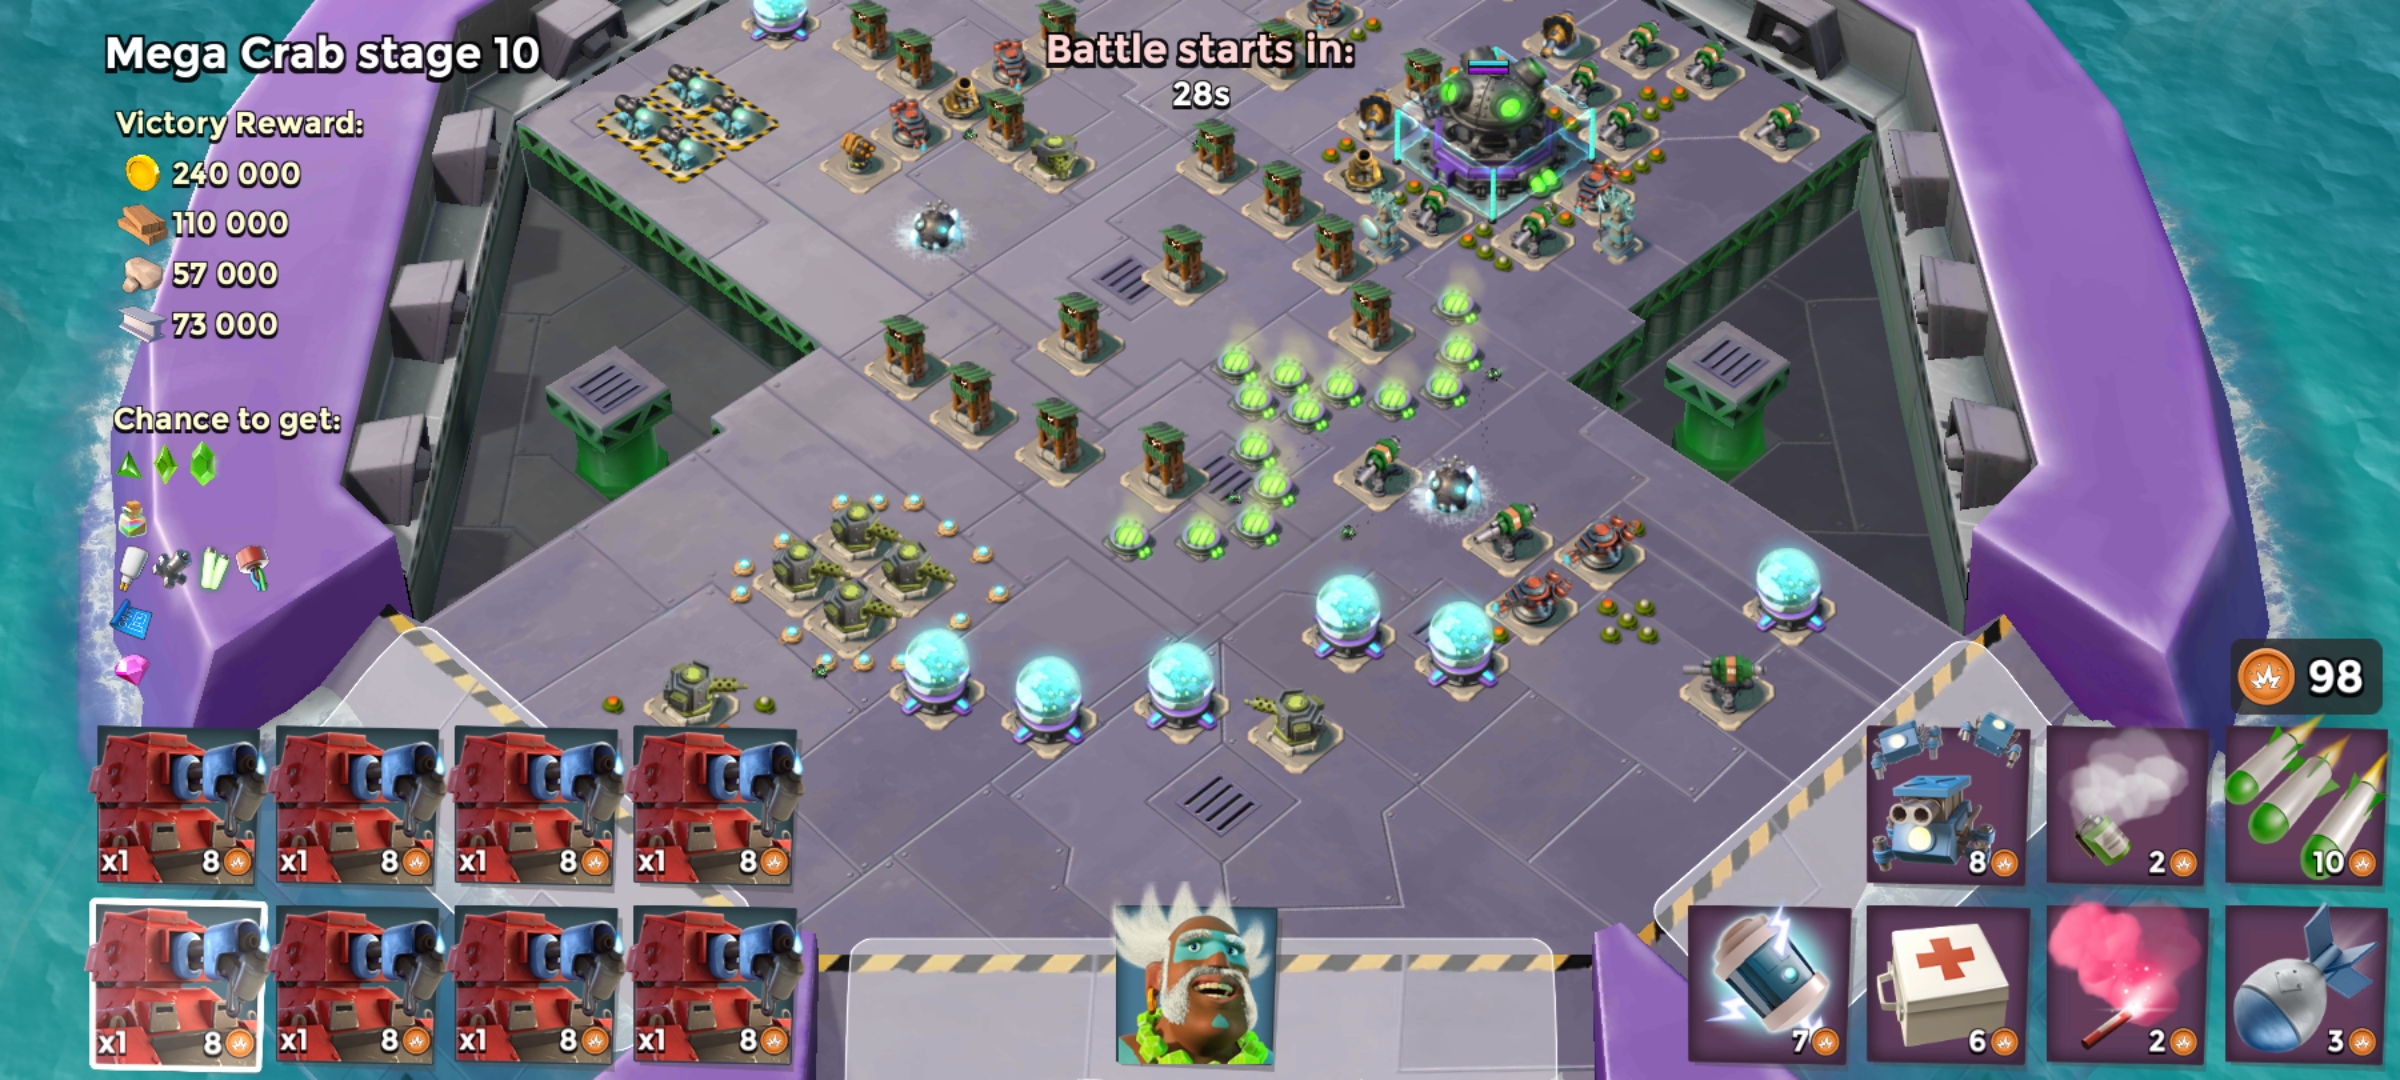 Mega Crab stage 10
Battle starts in:
28s
Victory Reward:
240 000
110 000
57 000
73 000
Chance to get:
98
x1 8
x1 8
x1 8
x1 8
8
2
10
x1 8
x1 8
x1 8
x1 8
7
6
2
3